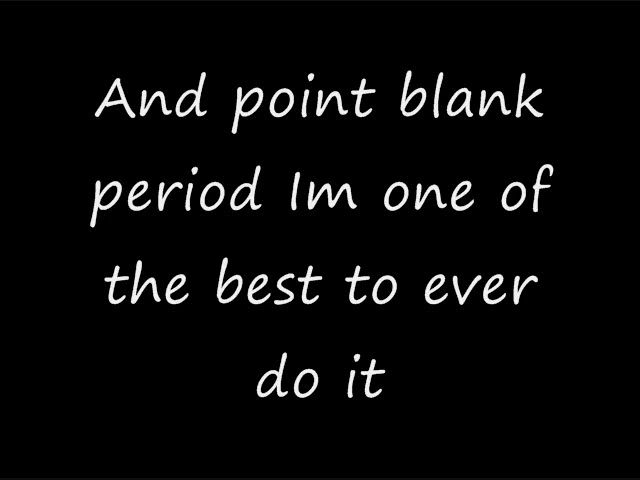 And point blank
period Im one of
the best to ever
do it